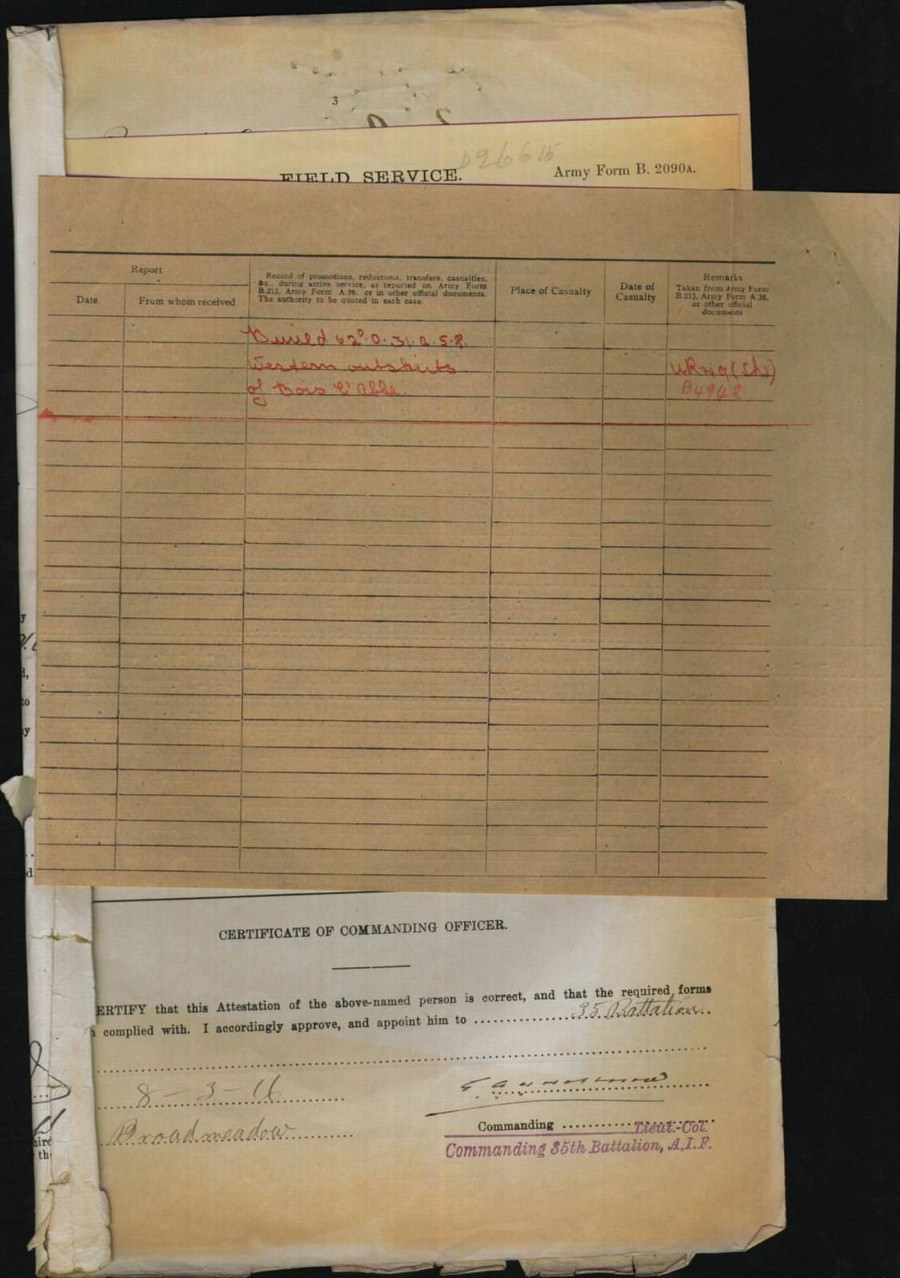 3
D26615
FIELD SERVICE.
Army Form B. 2090A.
Report
Date
From whom received
Record of promotions, reductions, transfers, casualties,
&c., during active service, as reported on Army Form
B.213, Army Form A.36, or in other official documents.
The authority to be quoted in each case.
Place of Casualty
Date of
Casualty
Remarks
Taken from Army Form
B.213, Army Form A.36,
or other official
documents
Buried 62D. O. 31. a. 5.8.
Western outskirts
of Bois L'Abbe.
B4942
CERTIFICATE OF COMMANDING OFFICER.
ERTIFY that this Attestation of the above-named person is correct, and that the required forms
complied with. I accordingly approve, and appoint him to 35 Battalion
8-3-16
Broadmeadow
Commanding Lieut.-Col.
Commanding 35th Battalion, A.I.F.